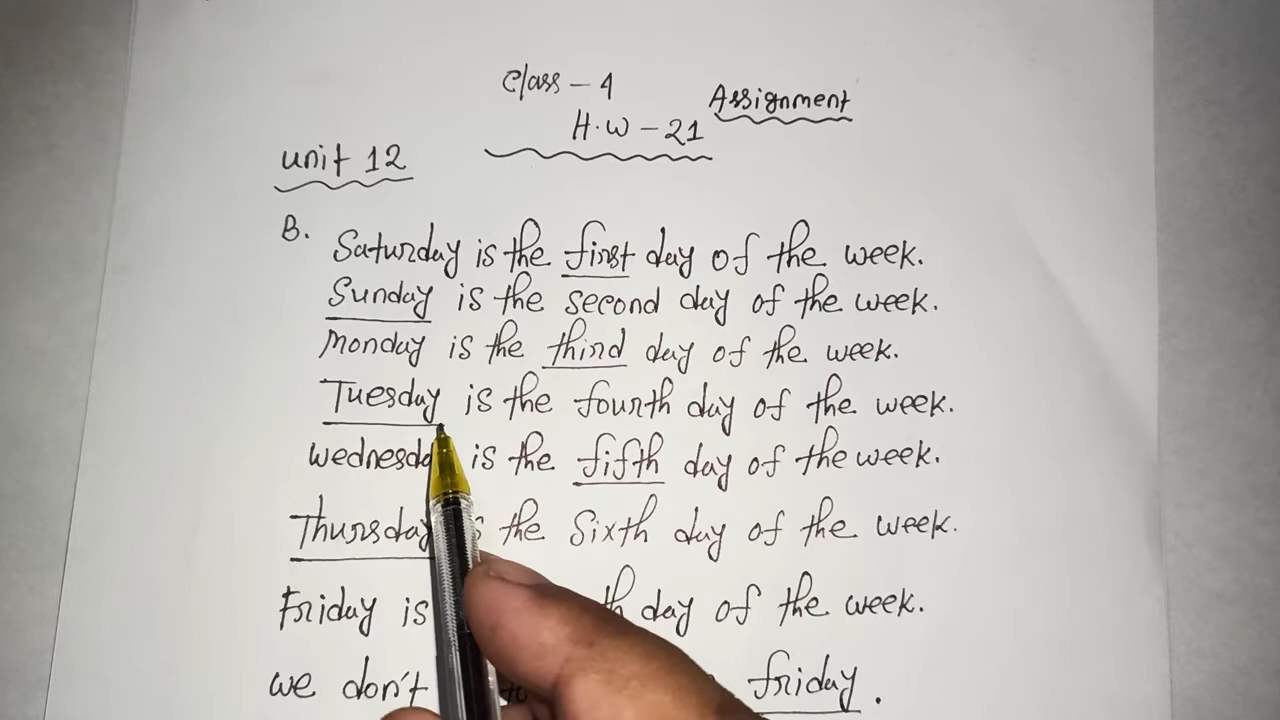 Class - 4
Assignment
H.W - 21
unit 12
B.
Saturday is the first day of the week.
Sunday is the second day of the week.
Monday is the third day of the week.
Tuesday is the fourth day of the week.
Wednesday is the fifth day of the week.
Thursday is the Sixth day of the week.
Friday is day of the week.
we don't friday.